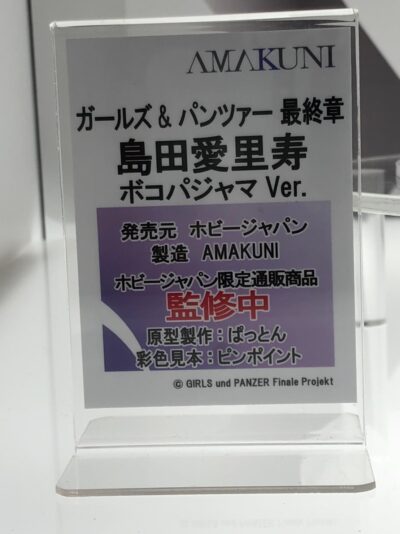 AMAKUNI
ガールズ & パンツァー 最終章
島田愛里寿
ボコパジャマ Ver.
発売元 ホビージャパン
製造 AMAKUNI
ホビージャパン限定通販商品
監修中
原型製作：ぱっとん
彩色見本：ピンポイント
© GIRLS und PANZER Finale Projekt